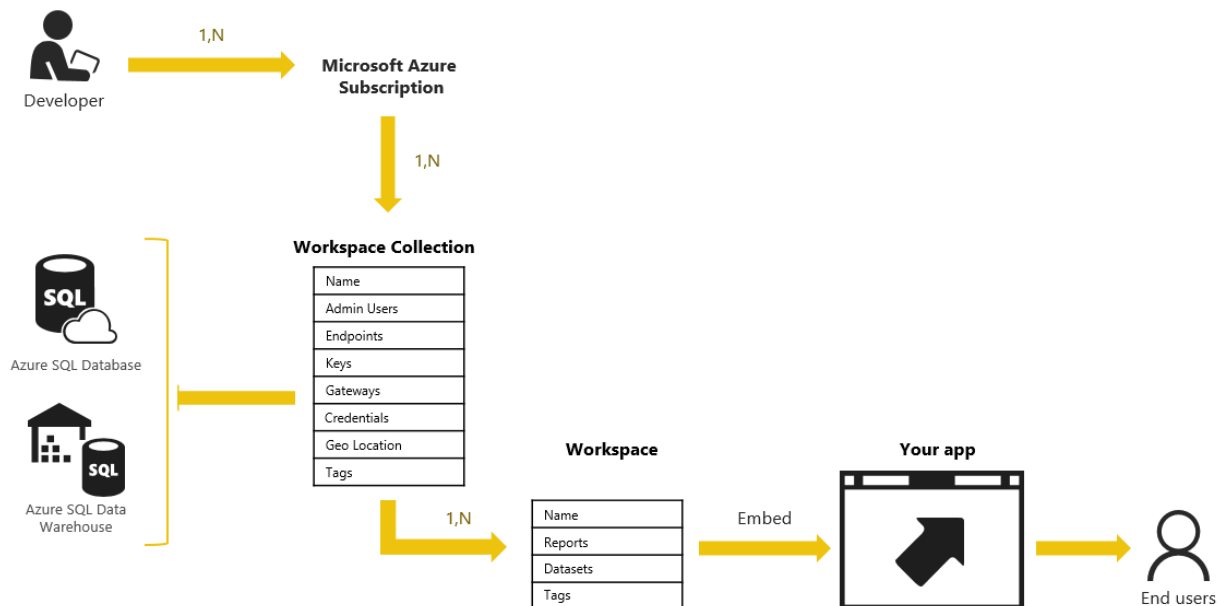 1,N
Developer
Microsoft Azure
Subscription
1,N
Workspace Collection
Name
Admin Users
Endpoints
Keys
Gateways
Credentials
Geo Location
Tags
SQL
Azure SQL Database
SQL
Azure SQL Data
Warehouse
1,N
Workspace
Name
Reports
Datasets
Tags
Embed
Your app
End users